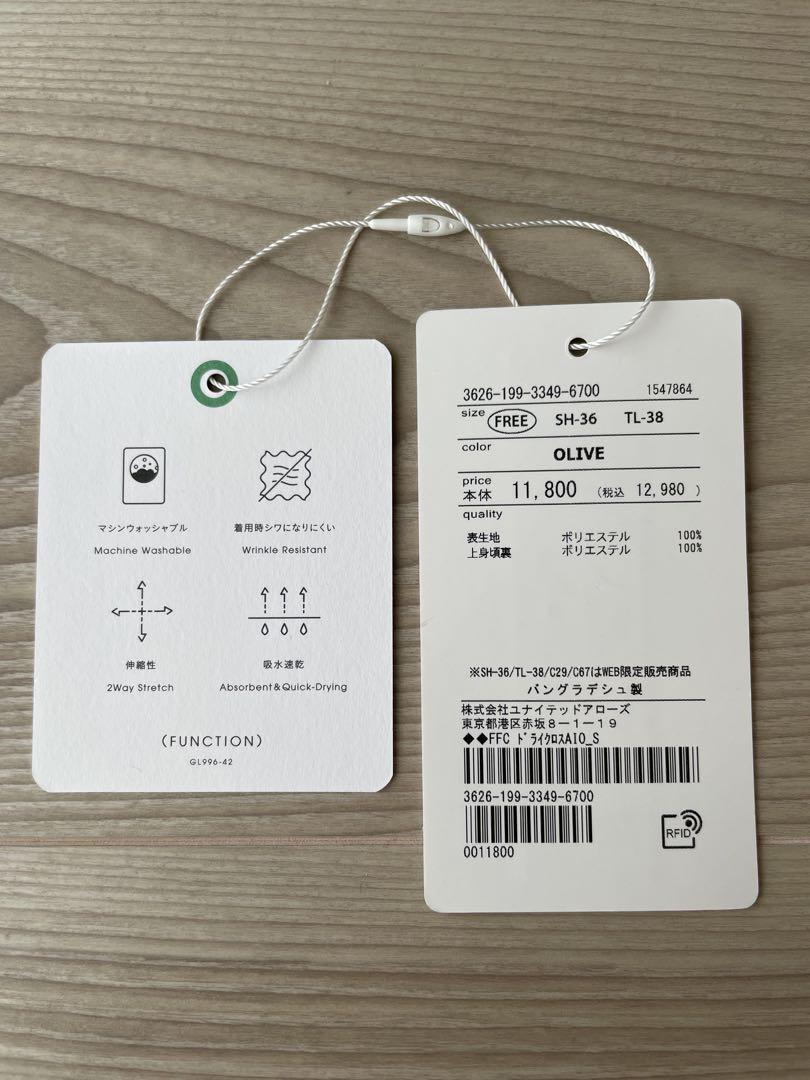 マシンウォッシャブル
Machine Washable
着用時シワになりにくい
Wrinkle Resistant
伸縮性
2Way Stretch
吸水速乾
Absorbent & Quick-Drying
(FUNCTION)
GL996-42
3626-199-3349-6700 1547864
size FREE SH-36 TL-38
color OLIVE
price
本体 11,800 (税込 12,980 )
quality
表生地 ポリエステル 100%
上身頃裏 ポリエステル 100%
※SH-36/TL-38/C29/C67はWEB限定販売商品
バングラデシュ製
株式会社ユナイテッドアローズ
東京都港区赤坂8-1-19
◆◆FFC ドライクロスAIO_S
3626-199-3349-6700
0011800
RFID